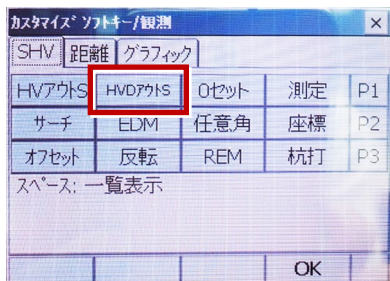 カスタマイズ ソフトキー/観測 ×
SHV 距離 グラフィック
HVアウトS HVDアウトS 0セット 測定 P1
サーチ EDM 任意角 座標 P2
オフセット 反転 REM 杭打 P3
スペース; 一覧表示
OK